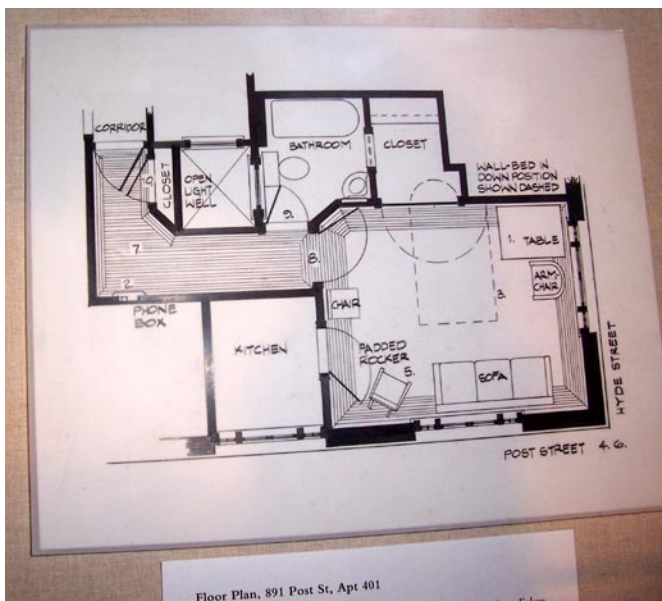 CORRIDOR
CLOSET
OPEN
LIGHT
WELL
BATHROOM
CLOSET
WALL-BED IN
DOWN POSITION
SHOWN DASHED
9.
7.
8.
1. TABLE
ARM-
CHAIR
2.
PHONE
BOX
CHAIR
3.
KITCHEN
PADDED
ROCKER
5.
SOFA
HYDE STREET
POST STREET 4. 6.
Floor Plan, 891 Post St, Apt 401